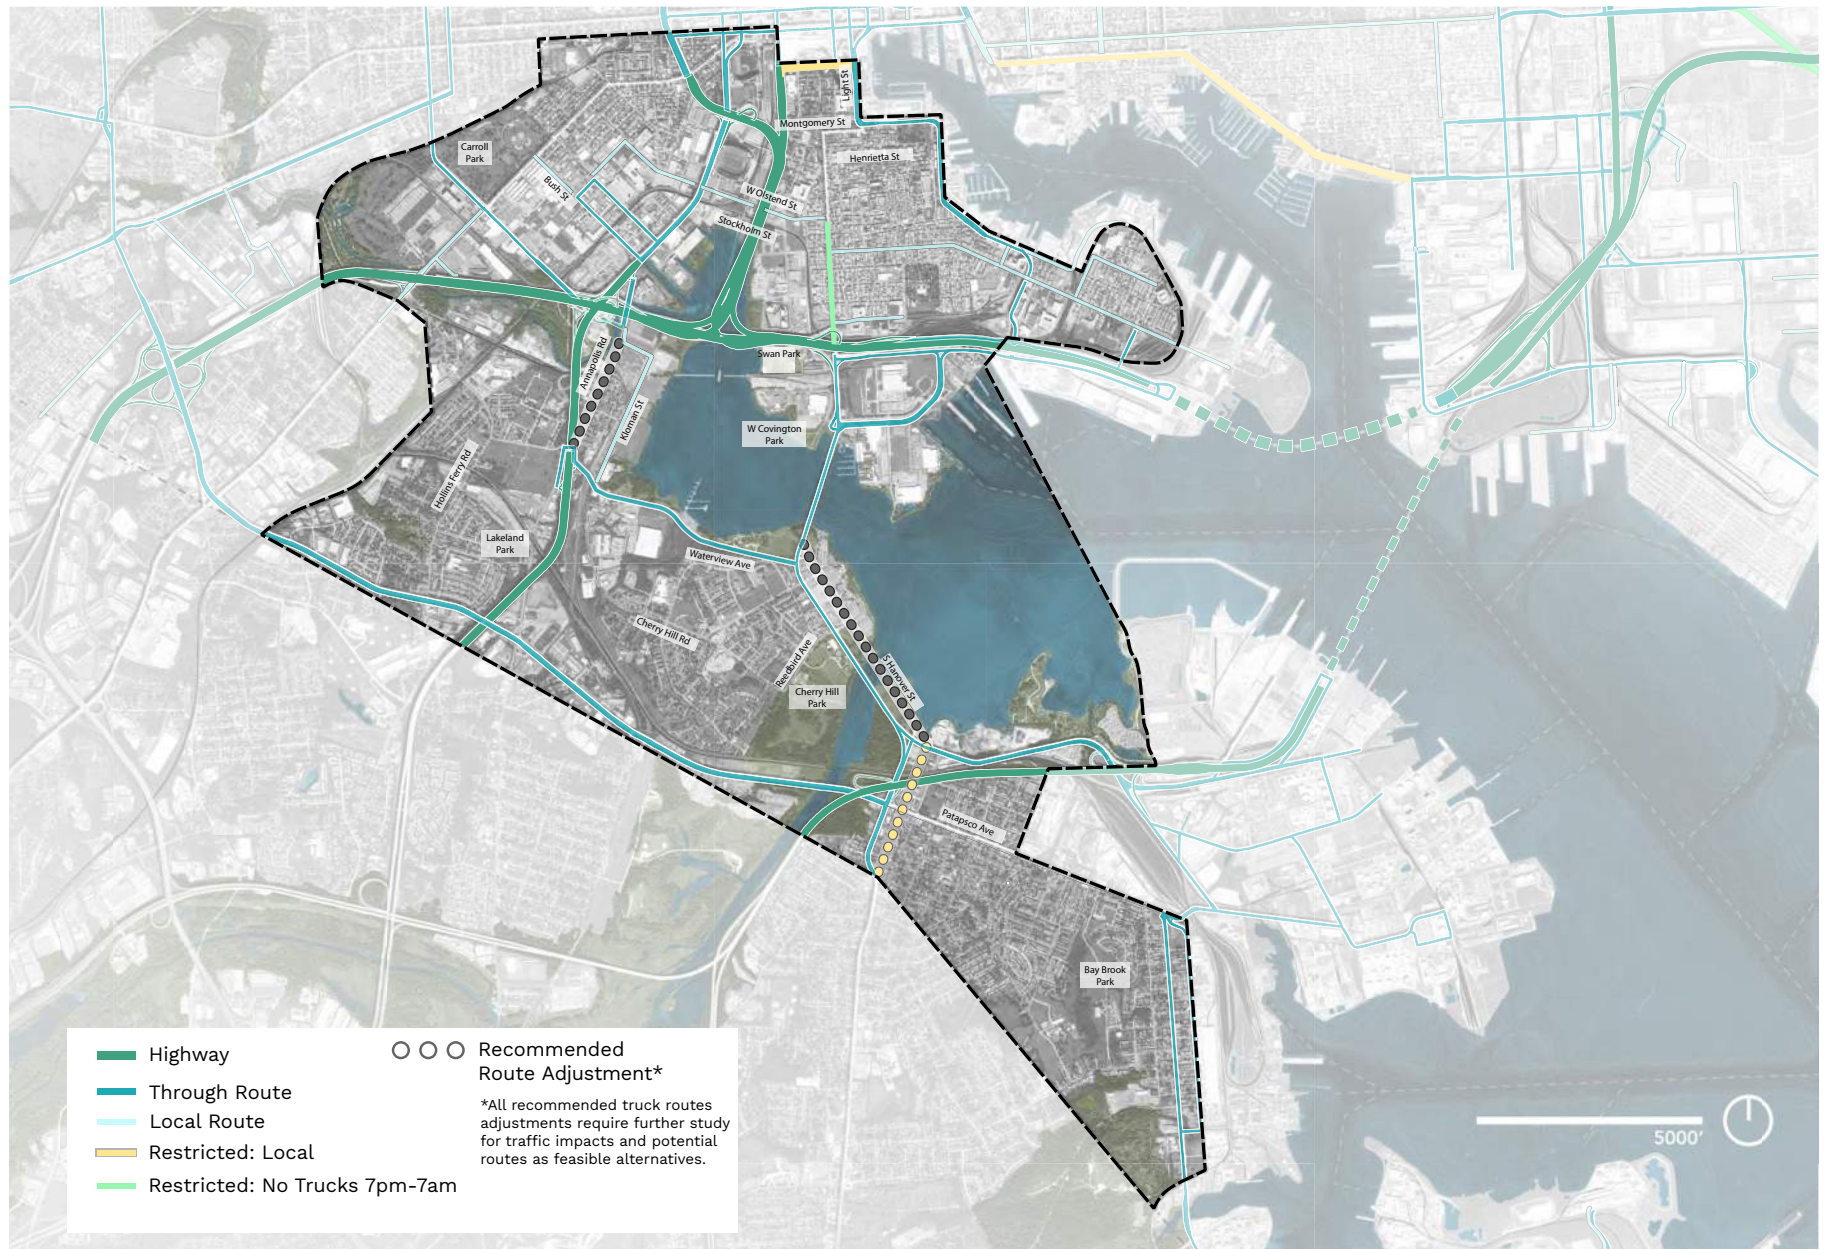 Light St
Montgomery St
Carroll
Park
Henrietta St
Bush St
W Olstend St
Stockholm St
Swan Park
Annapolis Rd
Kloman St
W Covington
Park
Hollins Ferry Rd
Lakeland
Park
Waterview Ave
Cherry Hill Rd
Reedbird Ave
S Hanover St
Cherry Hill
Park
Patapsco Ave
Bay Brook
Park
Highway
Through Route
Local Route
Restricted: Local
Restricted: No Trucks 7pm-7am
Recommended
Route Adjustment*
*All recommended truck routes
adjustments require further study
for traffic impacts and potential
routes as feasible alternatives.
5000’